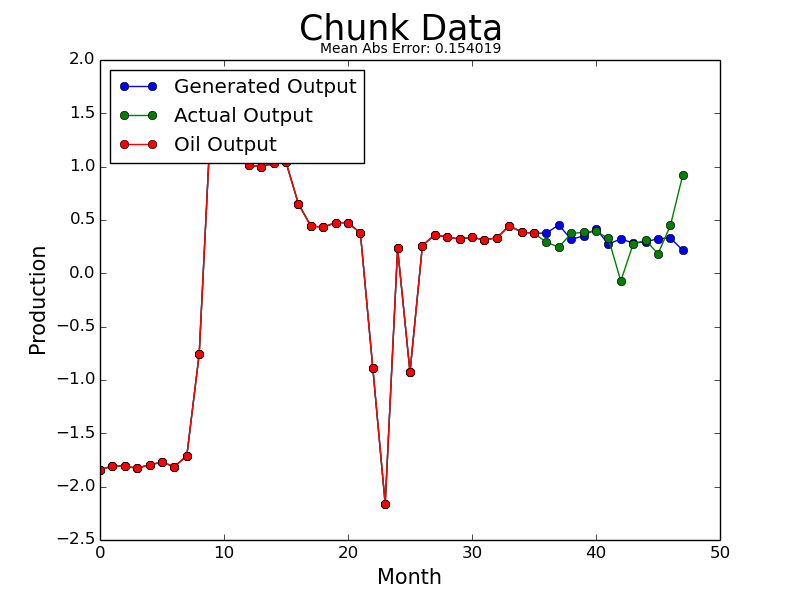 Chunk Data
Mean Abs Error: 0.154019
Generated Output
Actual Output
Oil Output
2.0
1.5
1.0
0.5
0.0
−0.5
−1.0
−1.5
−2.0
−2.5
Production
0 10 20 30 40 50
Month